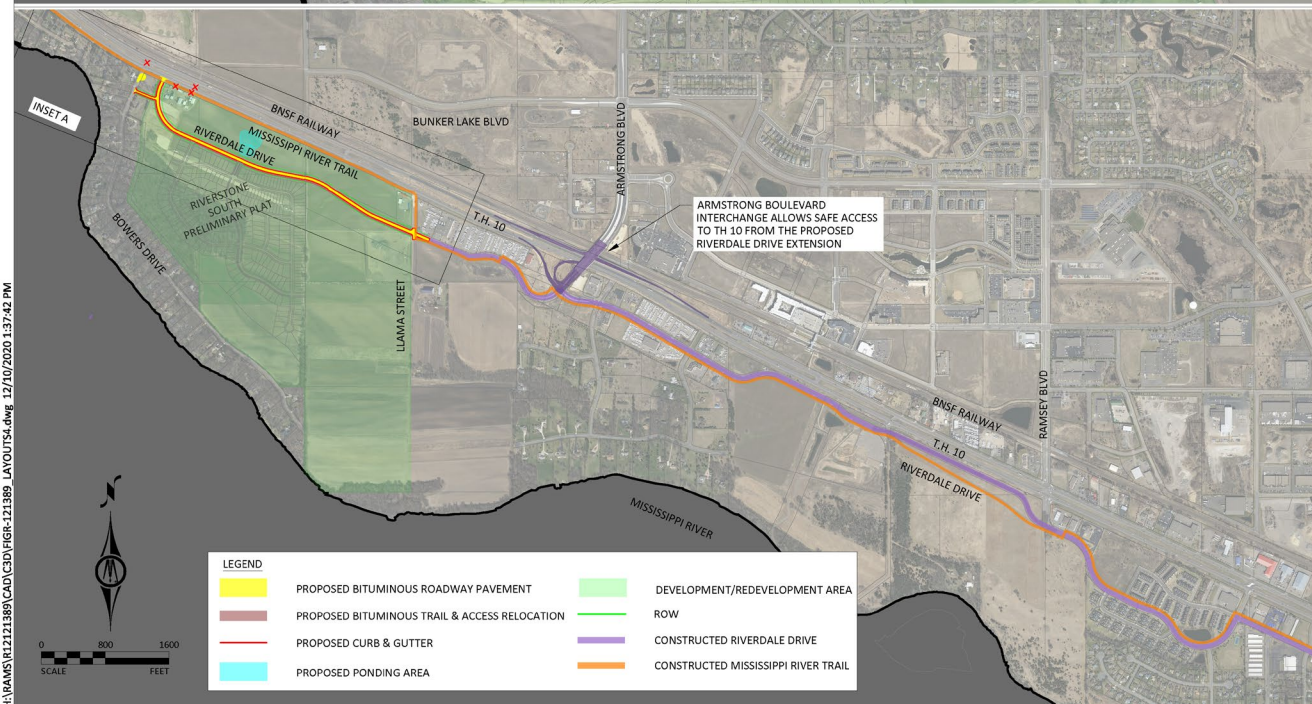 H:\RAMS\R12121389\CAD\C3D\FIGR-121389_LAYOUTS4.dwg 12/10/2020 1:37:42 PM
INSET A
BNSF RAILWAY
BUNKER LAKE BLVD
ARMSTRONG BLVD
MISSISSIPPI RIVER TRAIL
RIVERDALE DRIVE
RIVERSTONE
SOUTH
PRELIMINARY PLAT
BOWERS DRIVE
T.H. 10
ARMSTRONG BOULEVARD
INTERCHANGE ALLOWS SAFE ACCESS
TO TH 10 FROM THE PROPOSED
RIVERDALE DRIVE EXTENSION
LLAMA STREET
RAMSEY BLVD
BNSF RAILWAY
T.H. 10
RIVERDALE DRIVE
MISSISSIPPI RIVER
N
0 800 1600
SCALE FEET
LEGEND
PROPOSED BITUMINOUS ROADWAY PAVEMENT
PROPOSED BITUMINOUS TRAIL & ACCESS RELOCATION
PROPOSED CURB & GUTTER
PROPOSED PONDING AREA
DEVELOPMENT/REDEVELOPMENT AREA
ROW
CONSTRUCTED RIVERDALE DRIVE
CONSTRUCTED MISSISSIPPI RIVER TRAIL